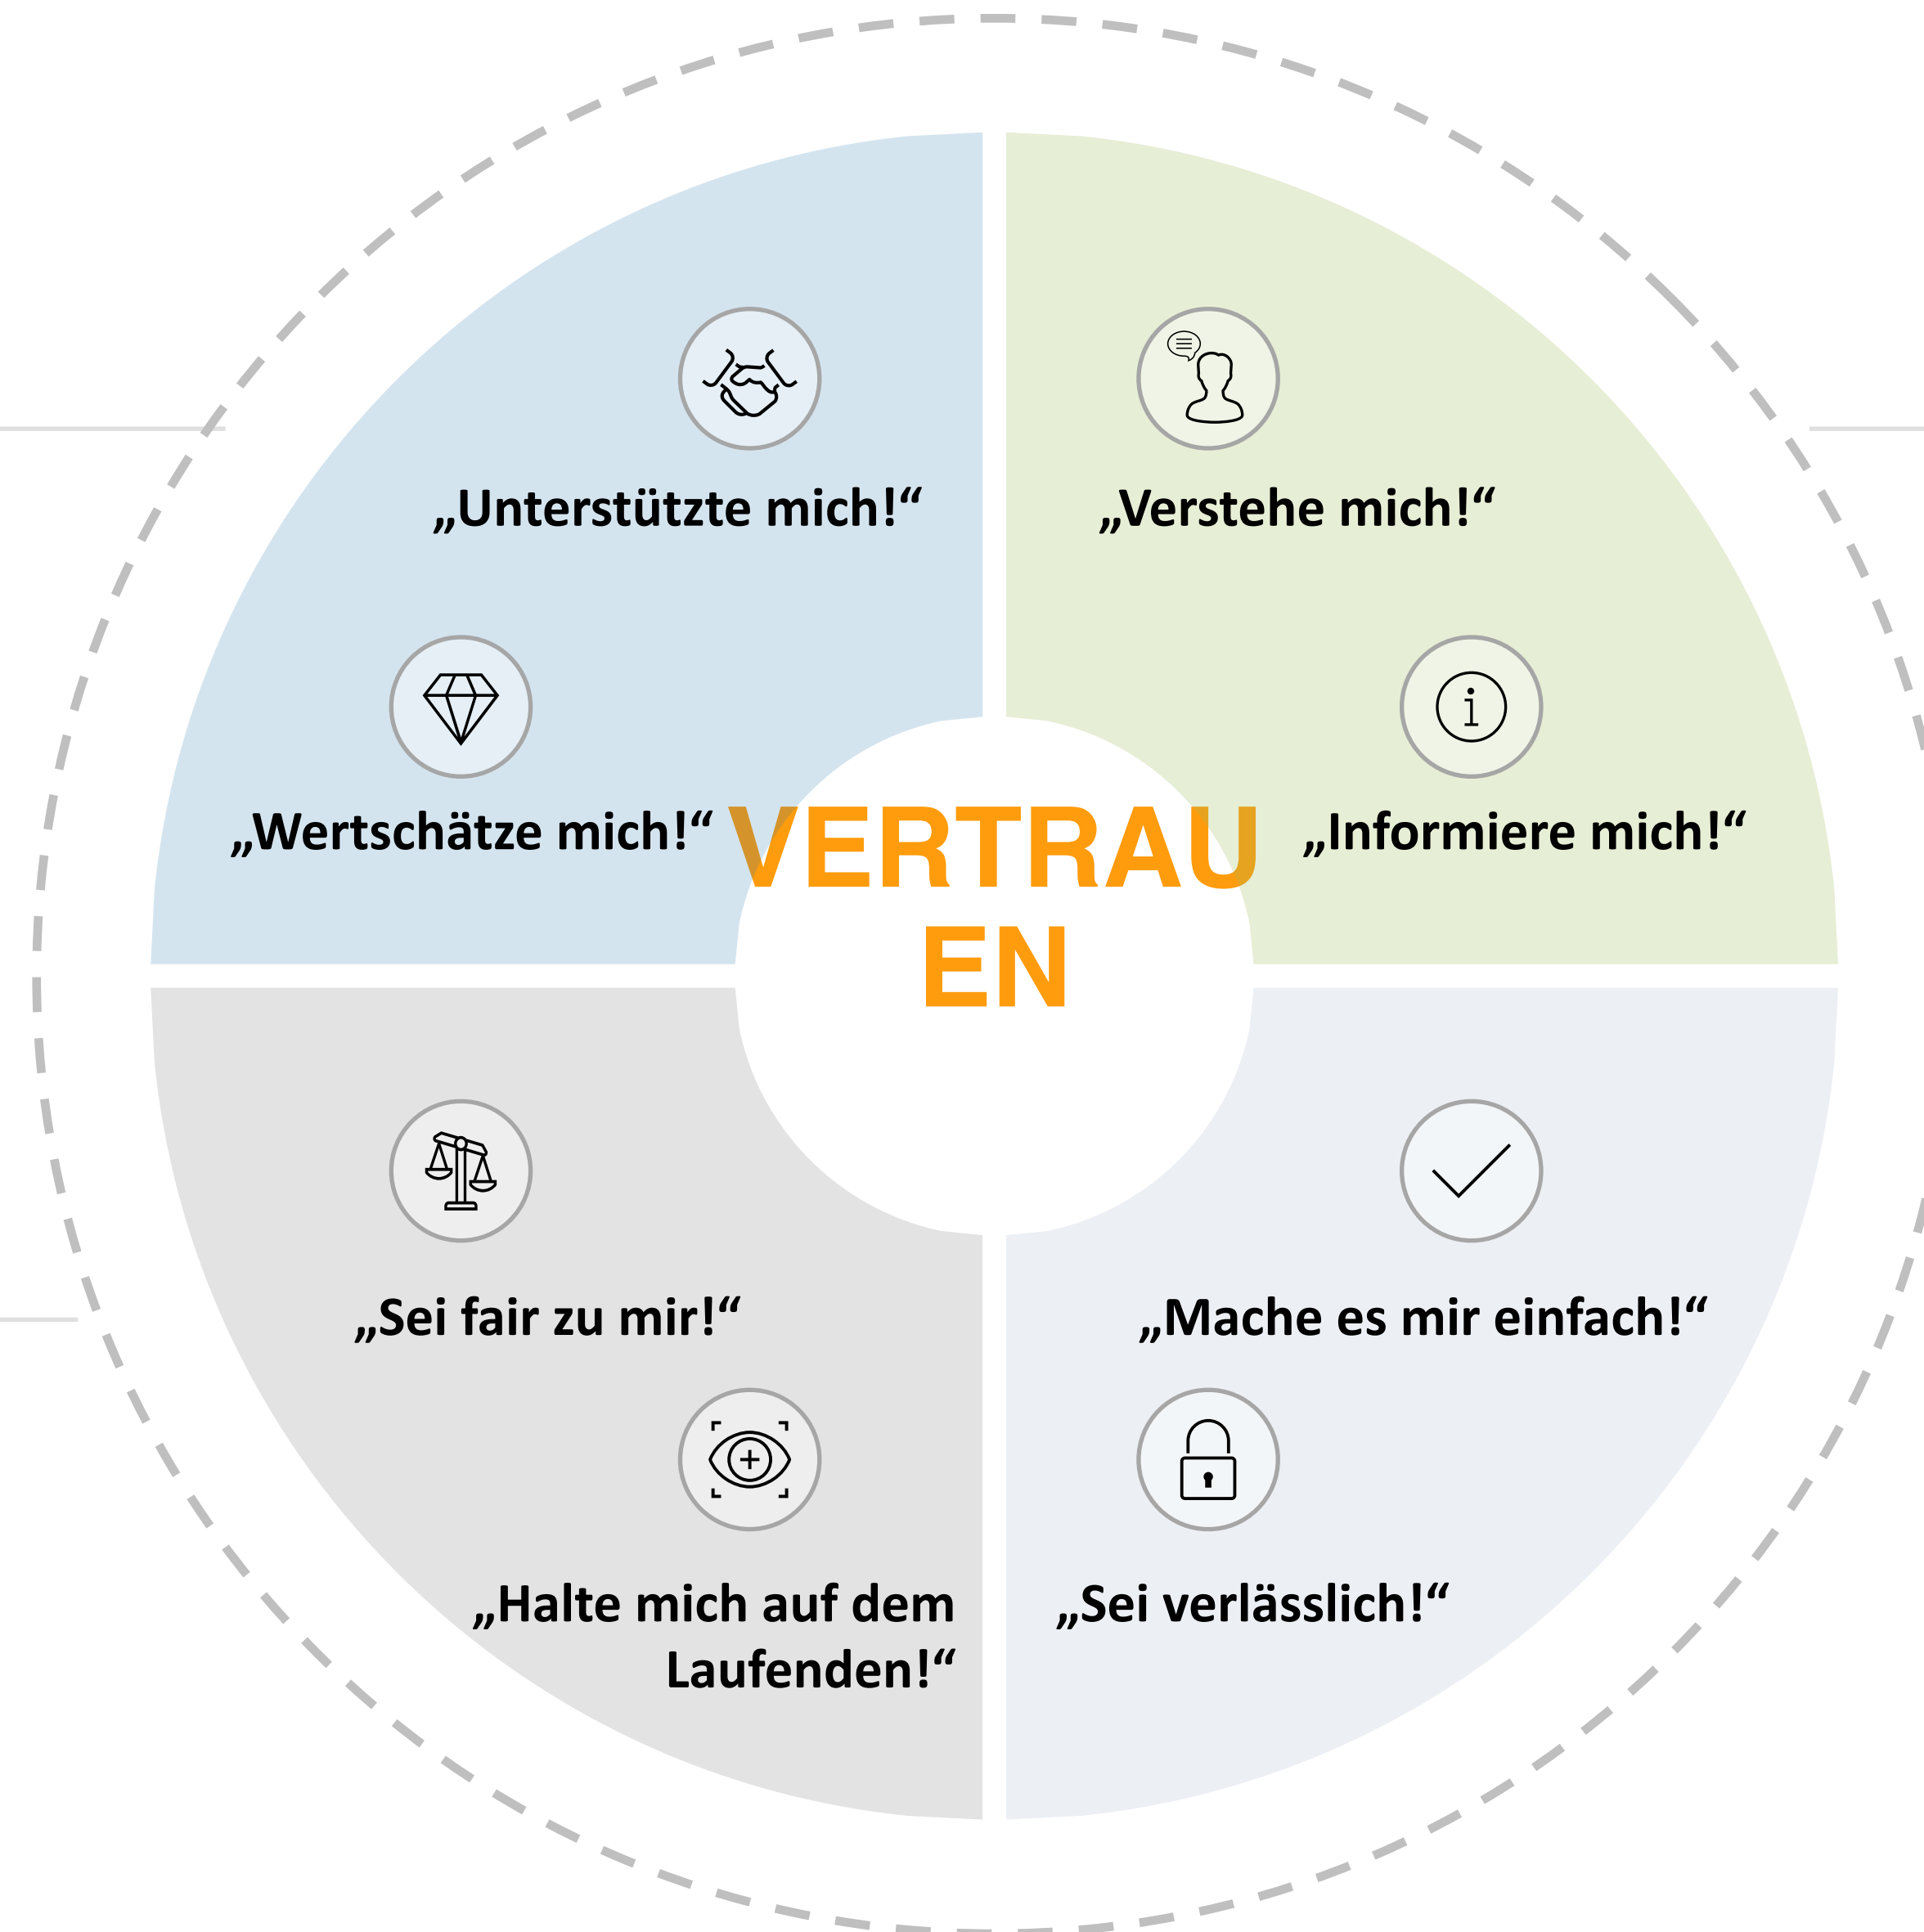 „Unterstützte mich!“
„Verstehe mich!“
„Wertschätze mich!“
„Informiere mich!“
VERTRAU
EN
„Sei fair zu mir!“
„Mache es mir einfach!“
„Halte mich auf dem
Laufenden!“
„Sei verlässlich!“